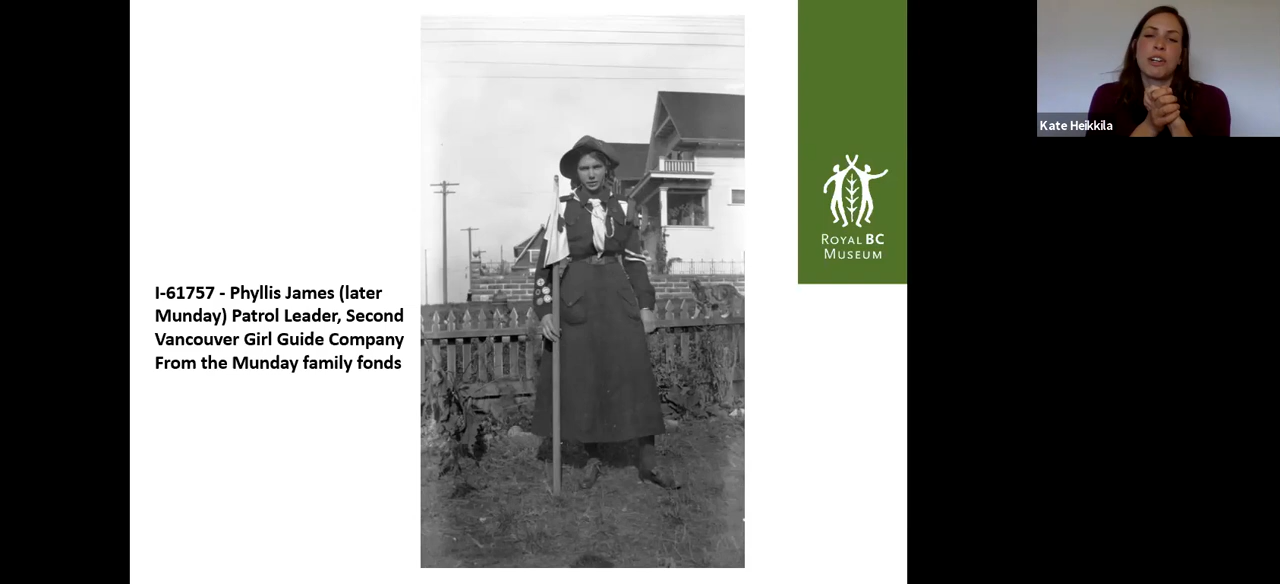 I-61757 - Phyllis James (later
Munday) Patrol Leader, Second
Vancouver Girl Guide Company
From the Munday family fonds
ROYAL BC
MUSEUM
Kate Heikkila